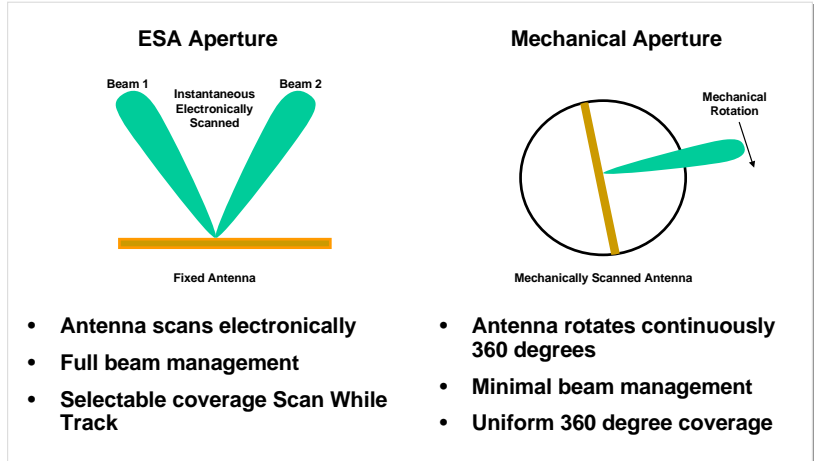 ESA Aperture
Beam 1
Instantaneous
Electronically
Scanned
Beam 2
Fixed Antenna
• Antenna scans electronically
• Full beam management
• Selectable coverage Scan While
Track
Mechanical Aperture
Mechanical
Rotation
Mechanically Scanned Antenna
• Antenna rotates continuously
360 degrees
• Minimal beam management
• Uniform 360 degree coverage